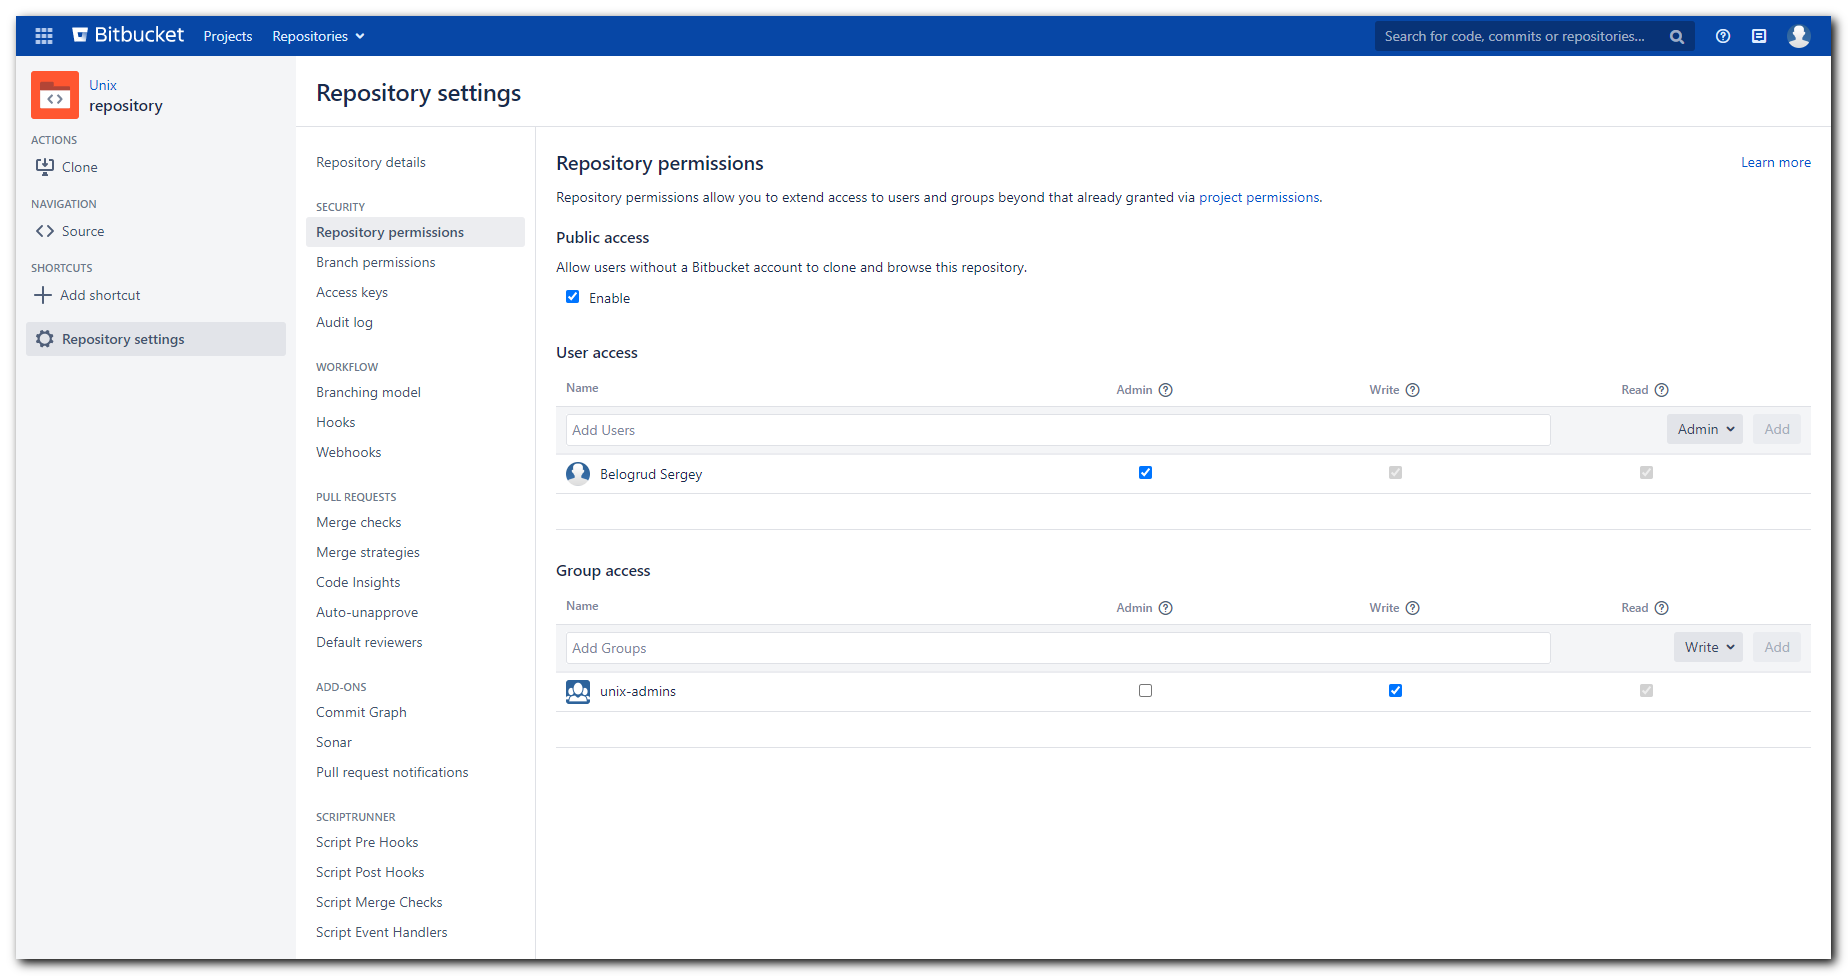 Bitbucket Projects Repositories Search for code, commits or repositories...
Unix
repository
ACTIONS
Clone
NAVIGATION
Source
SHORTCUTS
Add shortcut
Repository settings
Repository settings
Repository details
SECURITY
Repository permissions
Branch permissions
Access keys
Audit log
WORKFLOW
Branching model
Hooks
Webhooks
PULL REQUESTS
Merge checks
Merge strategies
Code Insights
Auto-unapprove
Default reviewers
ADD-ONS
Commit Graph
Sonar
Pull request notifications
SCRIPTRUNNER
Script Pre Hooks
Script Post Hooks
Script Merge Checks
Script Event Handlers
Repository permissions Learn more
Repository permissions allow you to extend access to users and groups beyond that already granted via project permissions.
Public access
Allow users without a Bitbucket account to clone and browse this repository.
Enable
User access
Name Admin Write Read
Add Users Admin Add
Belogrud Sergey
Group access
Name Admin Write Read
Add Groups Write Add
unix-admins